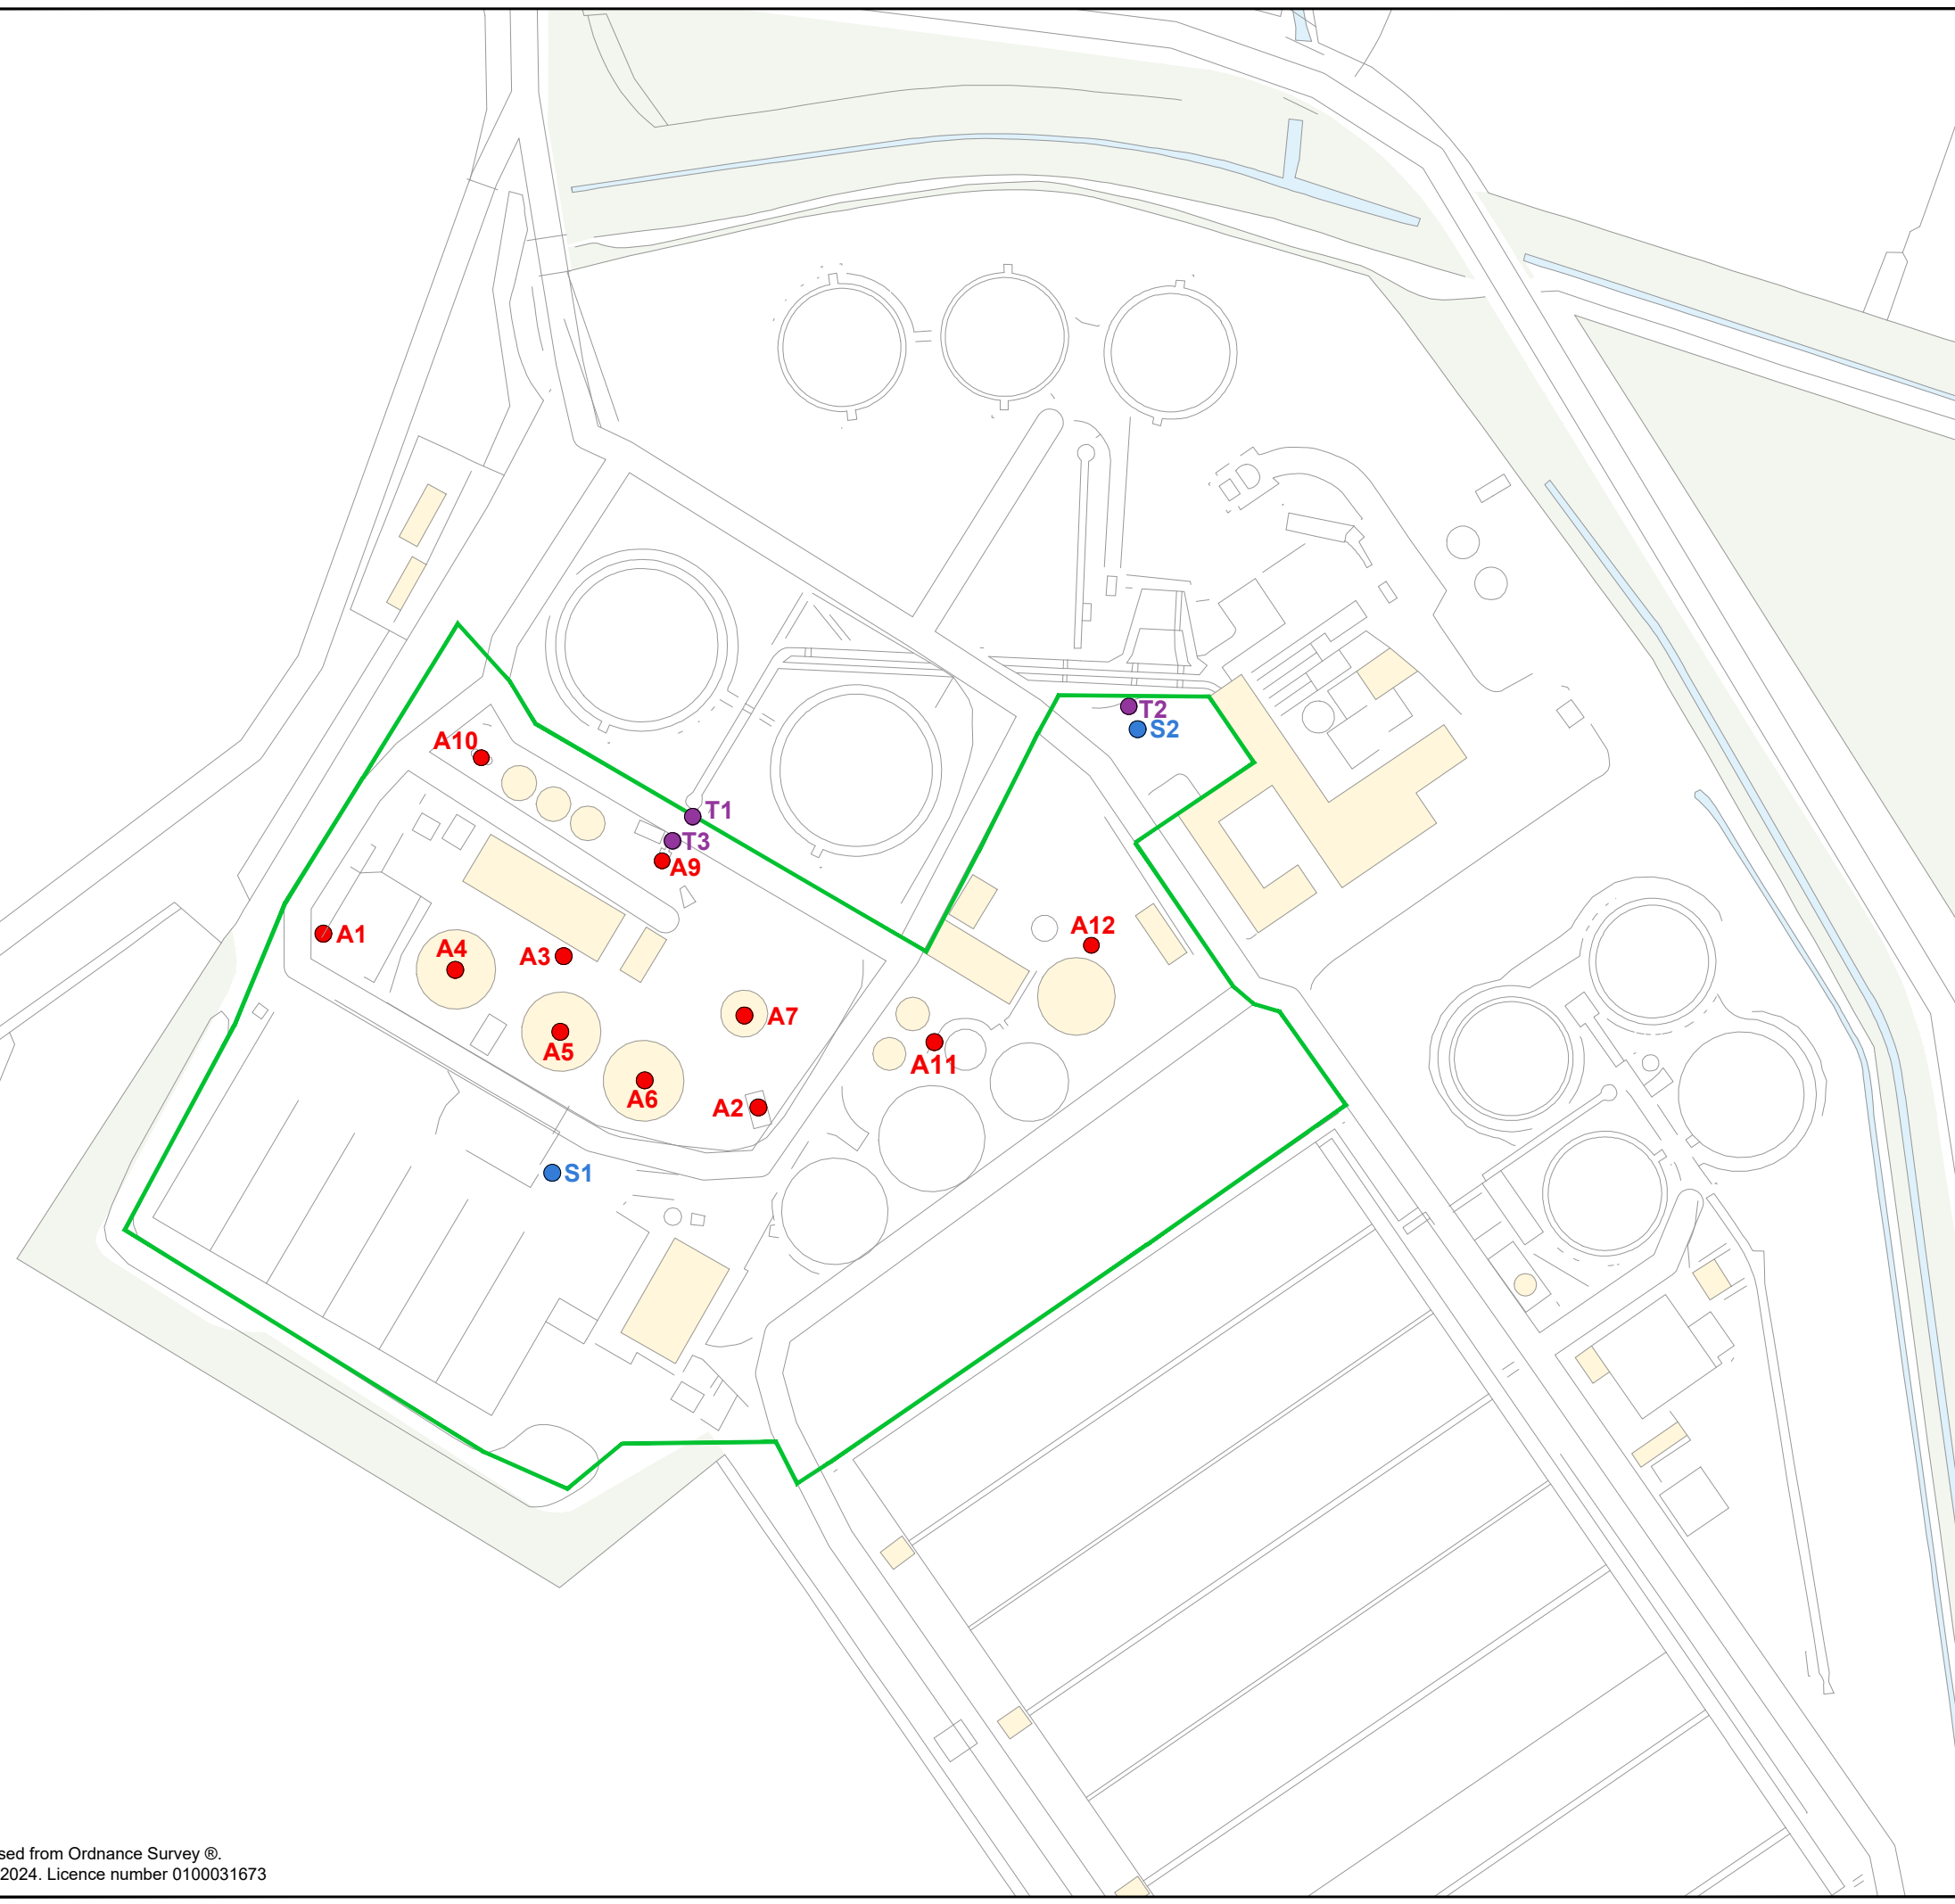 T2
S2
A10
T1
T3
A9
A12
A1
A4
A3
A7
A5
A11
A6
A2
S1
sed from Ordnance Survey ®.
2024. Licence number 0100031673